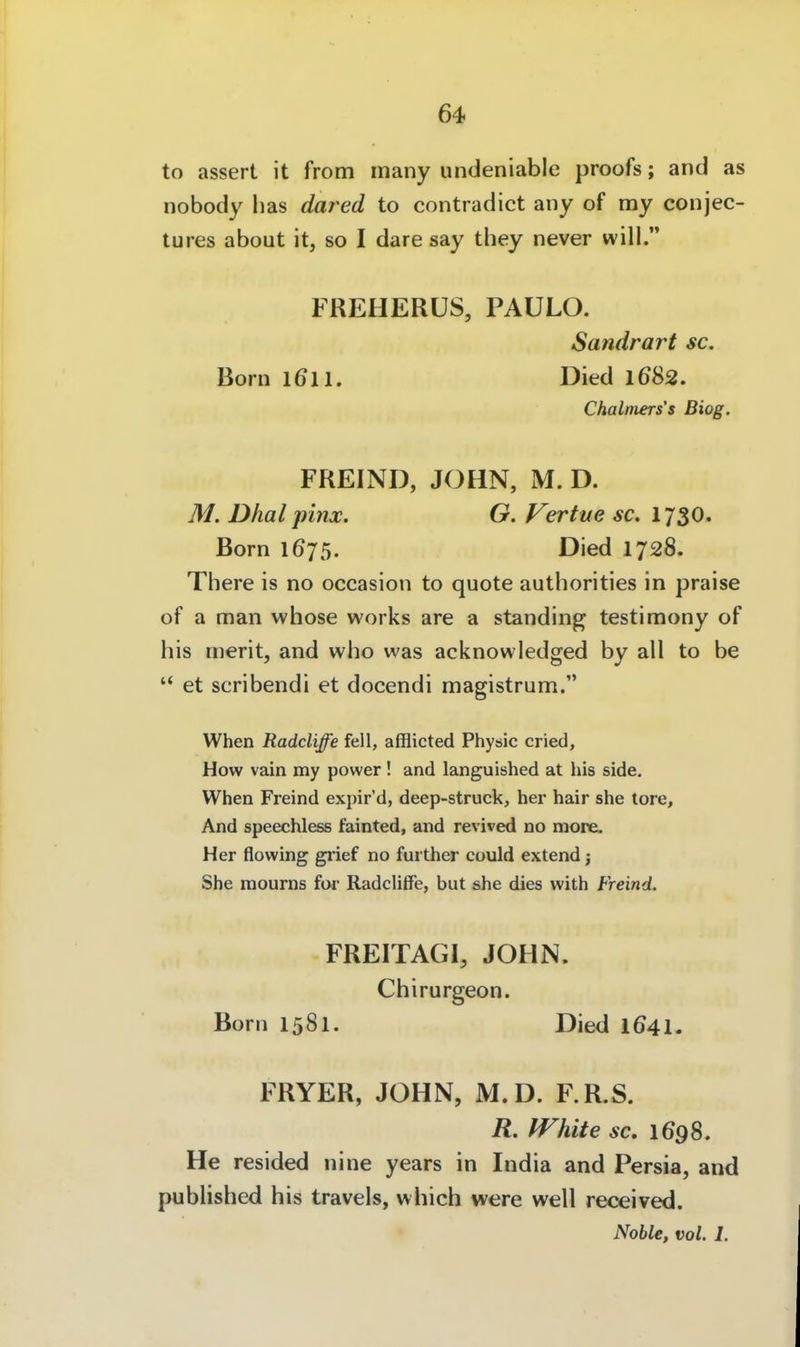 64
to assert it from many undeniable proofs; and as
nobody has dared to contradict any of my conjec-
tures about it, so I dare say they never will.”
FREHERUS, PAULO.
Sandrart sc.
Born 1611. Died 1682.
Chalmers's Biog.
FREIND, JOHN, M. D.
M. Dhal pinx. G. Vertue sc. 1730.
Born 1675. Died 1728.
There is no occasion to quote authorities in praise
of a man whose works are a standing testimony of
his merit, and who was acknowledged by all to be
“ et scribendi et docendi magistrum.”
When Radcliffe fell, afflicted Physic cried,
How vain my power ! and languished at his side.
When Freind expir'd, deep-struck, her hair she tore,
And speechless fainted, and revived no more.
Her flowing grief no further could extend ;
She mourns for Radcliffe, but she dies with Freind.
FREITAGI, JOHN.
Chirurgeon.
Born 1581. Died 1641.
FRYER, JOHN, M.D. F.R.S.
R. White sc. 1698.
He resided nine years in India and Persia, and
published his travels, which were well received.
Noble, vol. 1.